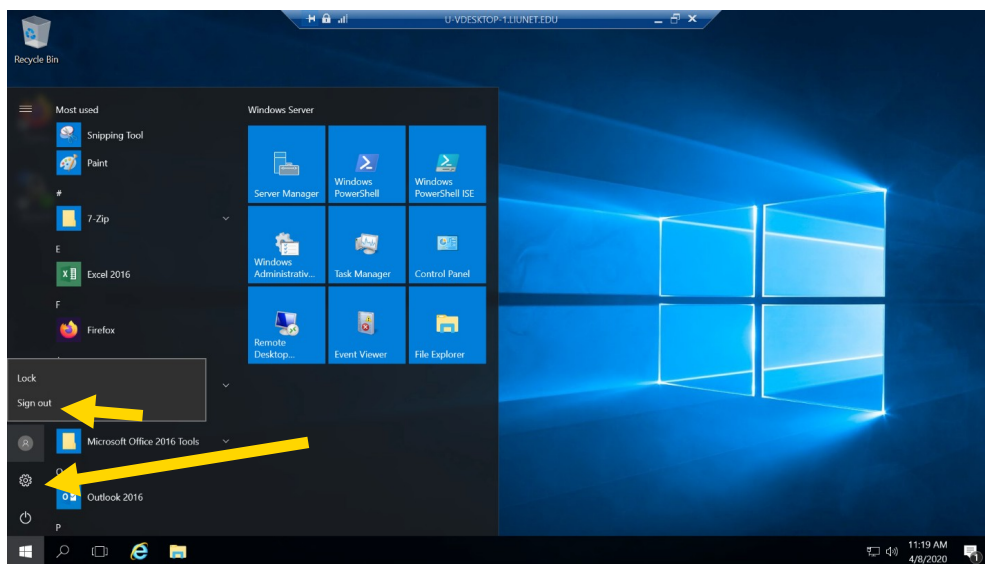 U-VDESKTOP-1.LIUNET.EDU
Recycle Bin
Most used
Snipping Tool
Paint
#
7-Zip
E
Excel 2016
F
Firefox
Lock
Sign out
Microsoft Office 2016 Tools
O
Outlook 2016
P
Windows Server
Server Manager
Windows
PowerShell
Windows
PowerShell ISE
Windows
Administrativ...
Task Manager
Control Panel
Remote
Desktop...
Event Viewer
File Explorer
11:19 AM
4/8/2020
1